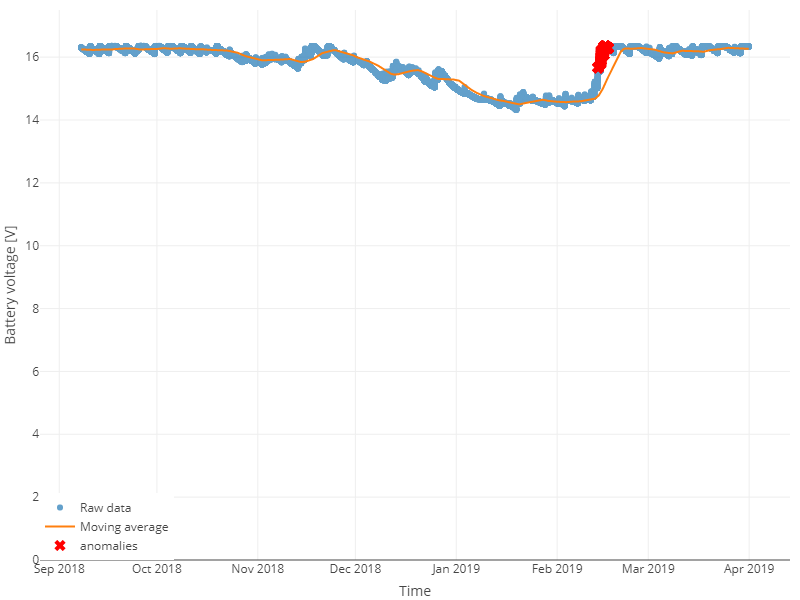 Battery voltage [V]
16
14
12
10
8
6
4
2
0
Raw data
Moving average
anomalies
Sep 2018 Oct 2018 Nov 2018 Dec 2018 Jan 2019 Feb 2019 Mar 2019 Apr 2019
Time